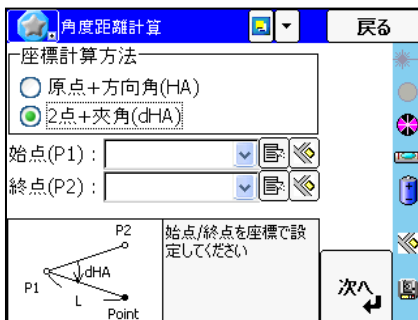 角度距離計算
戻る
座標計算方法
原点+方向角(HA)
2点+夾角(dHA)
始点(P1) :
終点(P2) :
P2
dHA
P1
L
Point
始点/終点を座標で設
定してください
次へ